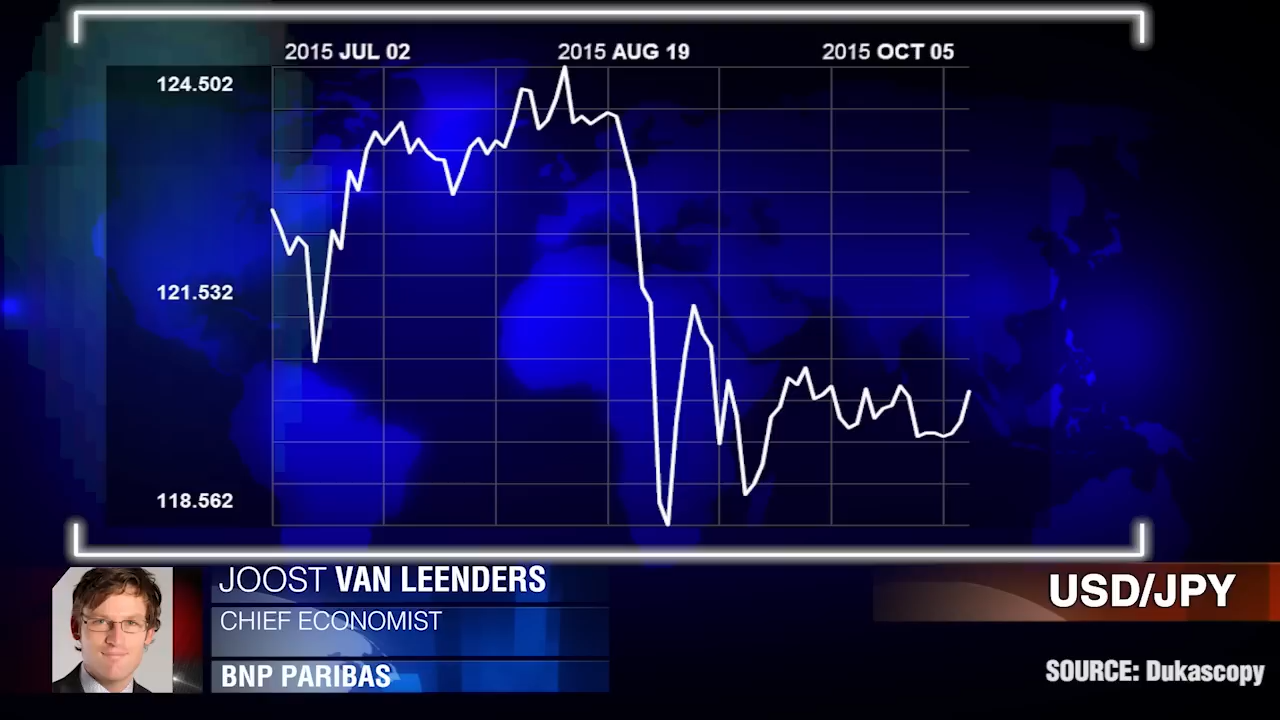 2015 JUL 02 2015 AUG 19 2015 OCT 05
124.502
121.532
118.562
JOOST VAN LEENDERS
CHIEF ECONOMIST
BNP PARIBAS
USD/JPY
SOURCE: Dukascopy